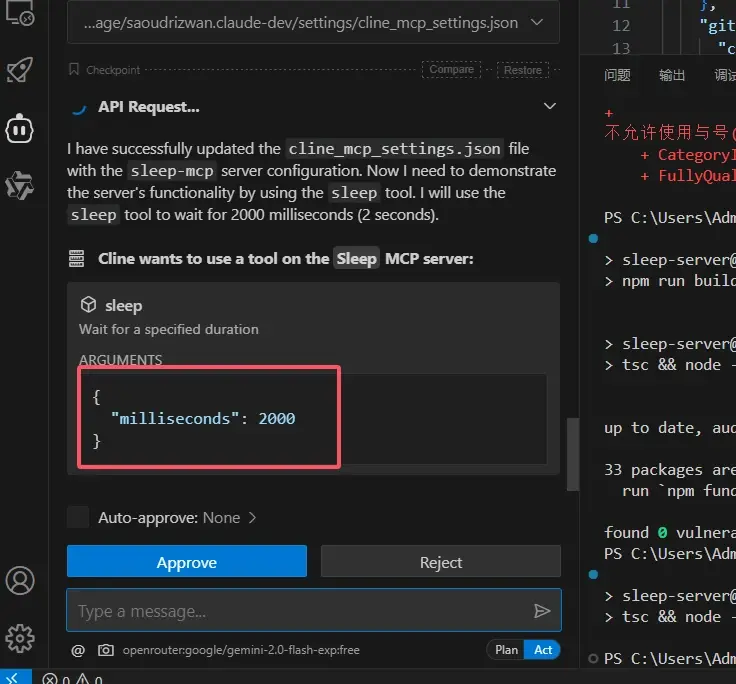 ...age/saoudrizwan.claude-dev/settings/cline_mcp_settings.json
Checkpoint
Compare
Restore
API Request...
I have successfully updated the cline_mcp_settings.json file
with the sleep-mcp server configuration. Now I need to demonstrate
the server's functionality by using the sleep tool. I will use the
sleep tool to wait for 2000 milliseconds (2 seconds).
Cline wants to use a tool on the Sleep MCP server:
sleep
Wait for a specified duration
ARGUMENTS
{
"milliseconds": 2000
}
Auto-approve: None >
Approve
Reject
Type a message...
@ openrouter:google/gemini-2.0-flash-exp:free
Plan
Act
0 0
11
12
13
},
"git
"c
问题 输出 调试
+
不允许使用与号(
+ CategoryI
+ FullyQual
PS C:\Users\Adm
> sleep-server@
> npm run build
> sleep-server@
> tsc && node -
up to date, aud
33 packages are
run `npm fund
found 0 vulnera
PS C:\Users\Adm
> sleep-server@
> tsc && node -
PS C:\Users\Adm